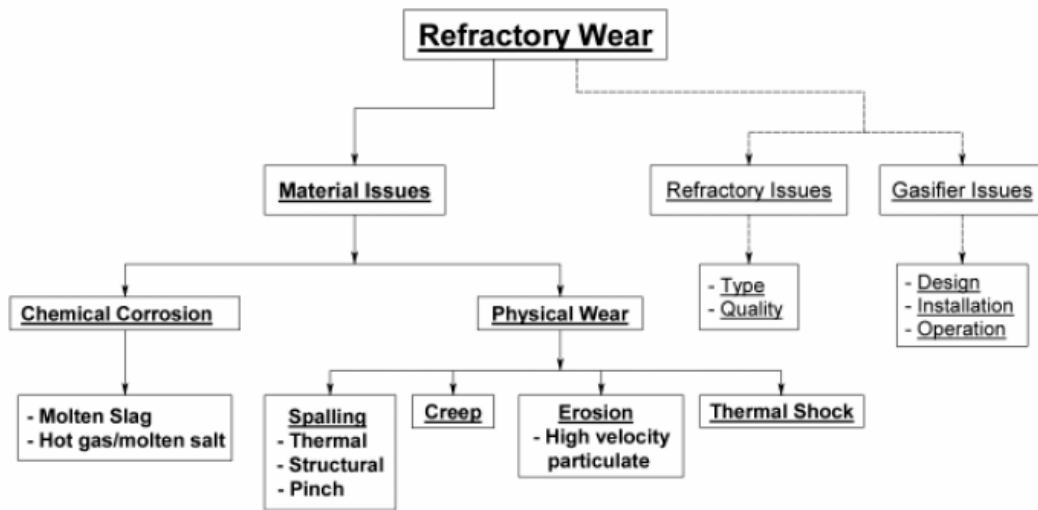 Refractory Wear
Material Issues
Refractory Issues
Gasifier Issues
- Type
- Quality
- Design
- Installation
- Operation
Chemical Corrosion
Physical Wear
- Molten Slag
- Hot gas/molten salt
Spalling
- Thermal
- Structural
- Pinch
Creep
Erosion
- High velocity
particulate
Thermal Shock